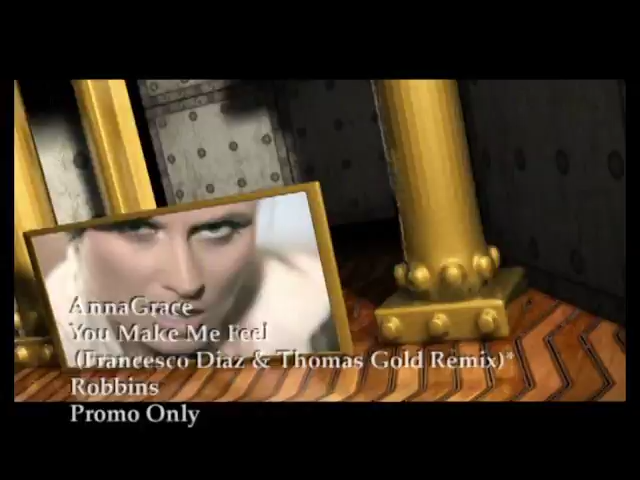 AnnaGrace
You Make Me Feel
(Francesco Diaz & Thomas Gold Remix)*
Robbins
Promo Only